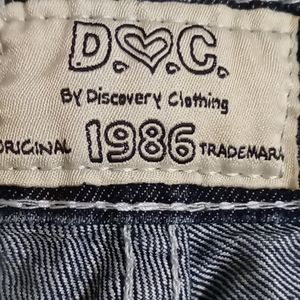 D.♥.C.
By Discovery Clothing
ORIGINAL 1986 TRADEMARK